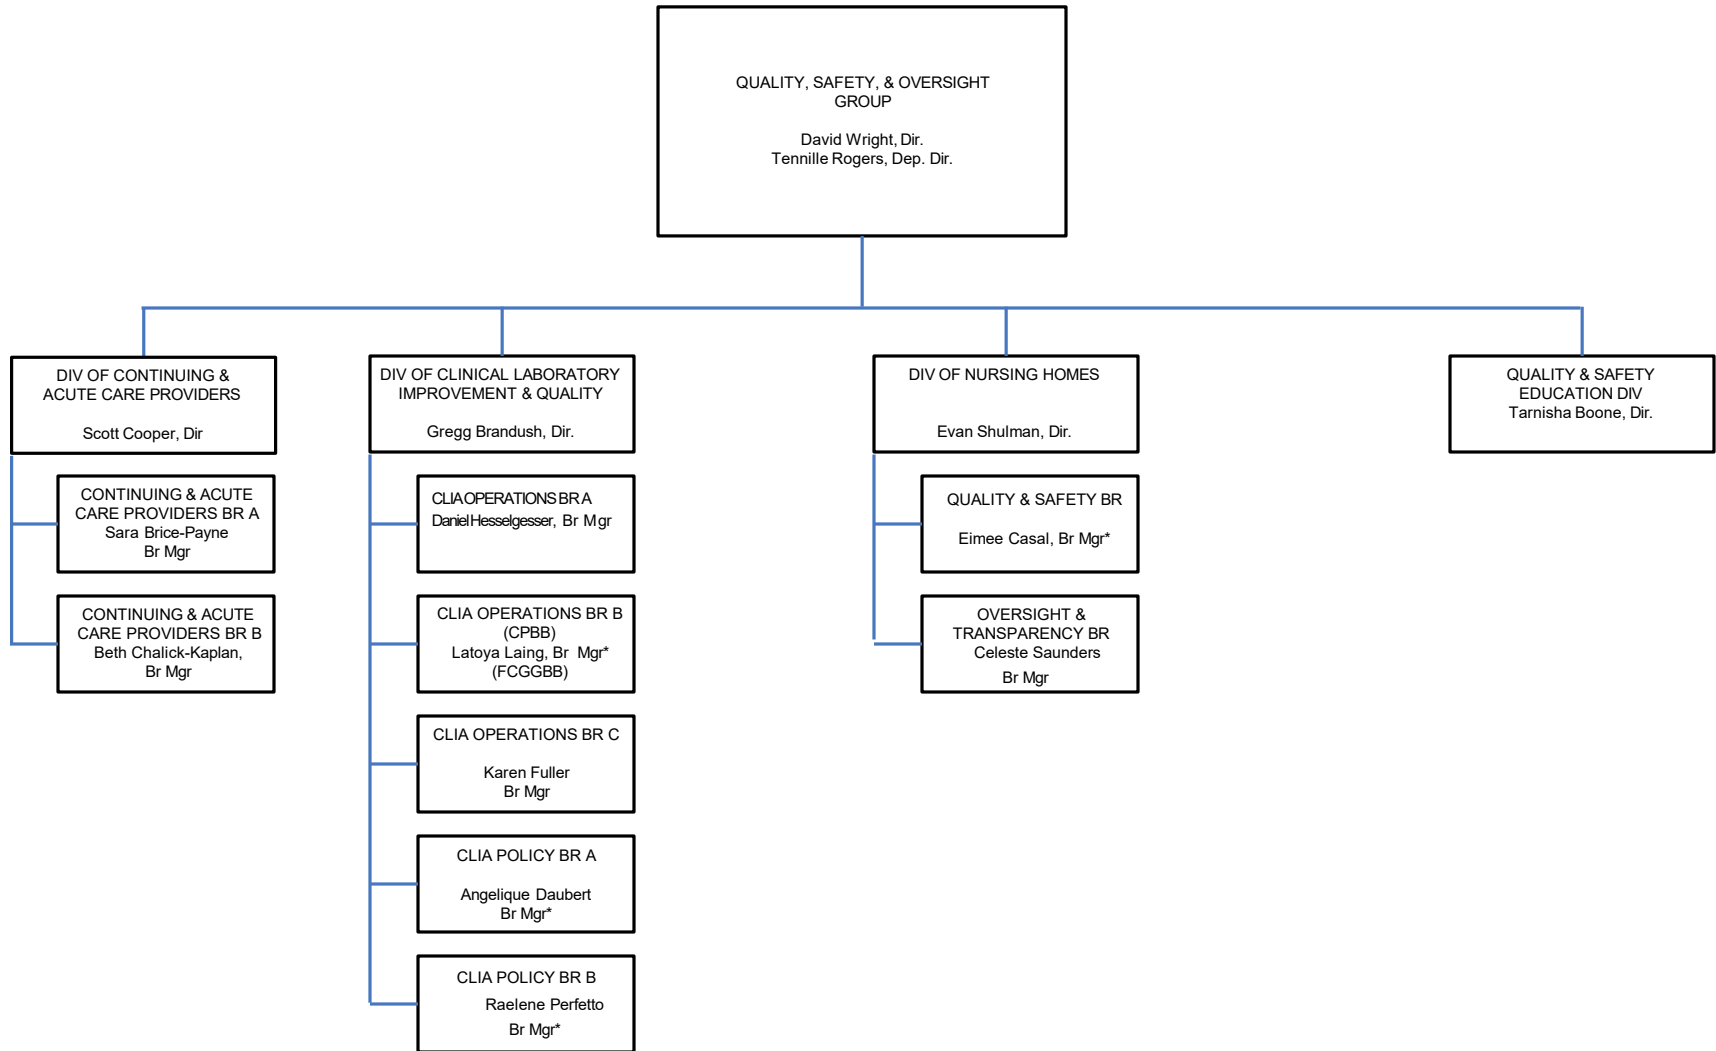 QUALITY, SAFETY, & OVERSIGHT
GROUP
David Wright, Dir.
Tennille Rogers, Dep. Dir.
DIV OF CONTINUING &
ACUTE CARE PROVIDERS
Scott Cooper, Dir
CONTINUING & ACUTE
CARE PROVIDERS BR A
Sara Brice-Payne
Br Mgr
CONTINUING & ACUTE
CARE PROVIDERS BR B
Beth Chalick-Kaplan,
Br Mgr
DIV OF CLINICAL LABORATORY
IMPROVEMENT & QUALITY
Gregg Brandush, Dir.
CLIA OPERATIONS BR A
Daniel Hesselgesser, Br Mgr
CLIA OPERATIONS BR B
(CPBB)
Latoya Laing, Br Mgr*
(FCGGBB)
CLIA OPERATIONS BR C
Karen Fuller
Br Mgr
CLIA POLICY BR A
Angelique Daubert
Br Mgr*
CLIA POLICY BR B
Raelene Perfetto
Br Mgr*
DIV OF NURSING HOMES
Evan Shulman, Dir.
QUALITY & SAFETY BR
Eimee Casal, Br Mgr*
OVERSIGHT &
TRANSPARENCY BR
Celeste Saunders
Br Mgr
QUALITY & SAFETY
EDUCATION DIV
Tarnisha Boone, Dir.